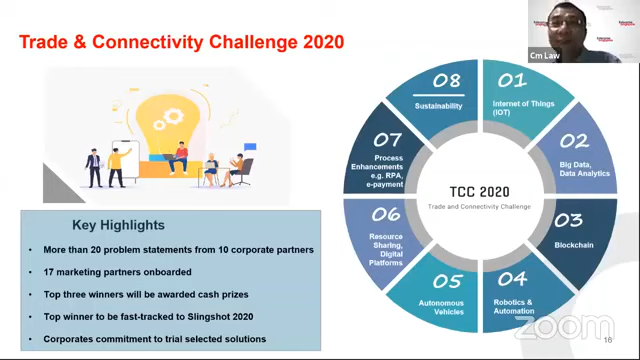 Trade & Connectivity Challenge 2020
Cm Law
Key Highlights
• More than 20 problem statements from 10 corporate partners
• 17 marketing partners onboarded
• Top three winners will be awarded cash prizes
• Top winner to be fast-tracked to Slingshot 2020
• Corporates commitment to trial selected solutions
TCC 2020
Trade and Connectivity Challenge
01
Internet of Things
(IOT)
02
Big Data,
Data Analytics
03
Blockchain
04
Robotics &
Automation
05
Autonomous
Vehicles
06
Resource
Sharing,
Digital
Platforms
07
Process
Enhancements
e.g. RPA,
e-payment
08
Sustainability
zoom
16